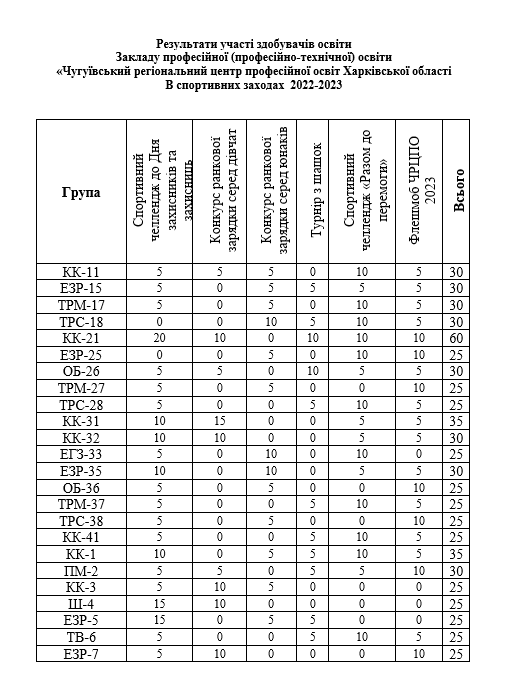 Результати участі здобувачів освіти
Закладу професійної (професійно-технічної) освіти
«Чугуївський регіональний центр професійної освіт Харківської області
В спортивних заходах 2022-2023
Група Спортивний челлендж до Дня захисників та захисниць Конкурс ранкової зарядки серед дівчат Конкурс ранкової зарядки серед юнаків Турнір з шашок Спортивний челлендж «Разом до перемоги» Флешмоб ЧРЦПО 2023 Всього
КК-11 5 5 5 0 10 5 30
ЕЗР-15 5 0 5 5 5 5 30
ТРМ-17 5 0 5 0 10 5 30
ТРС-18 0 0 10 5 10 5 30
КК-21 20 10 0 10 10 10 60
ЕЗР-25 0 0 5 0 10 10 25
ОБ-26 5 5 0 10 5 5 30
ТРМ-27 5 0 5 0 0 10 25
ТРС-28 5 0 0 5 10 5 25
КК-31 10 15 0 0 5 5 35
КК-32 10 10 0 0 5 5 30
ЕГЗ-33 5 0 10 0 10 0 25
ЕЗР-35 10 0 10 0 5 5 30
ОБ-36 5 0 5 0 0 10 25
ТРМ-37 5 0 0 5 10 5 25
ТРС-38 5 0 5 0 0 10 25
КК-41 5 0 0 5 10 5 25
КК-1 10 0 5 5 10 5 35
ПМ-2 5 5 0 5 5 10 30
КК-3 5 10 5 0 0 0 25
Ш-4 15 10 0 0 0 0 25
ЕЗР-5 15 0 5 5 0 0 25
ТВ-6 5 0 0 5 10 5 25
ЕЗР-7 5 10 0 0 0 10 25